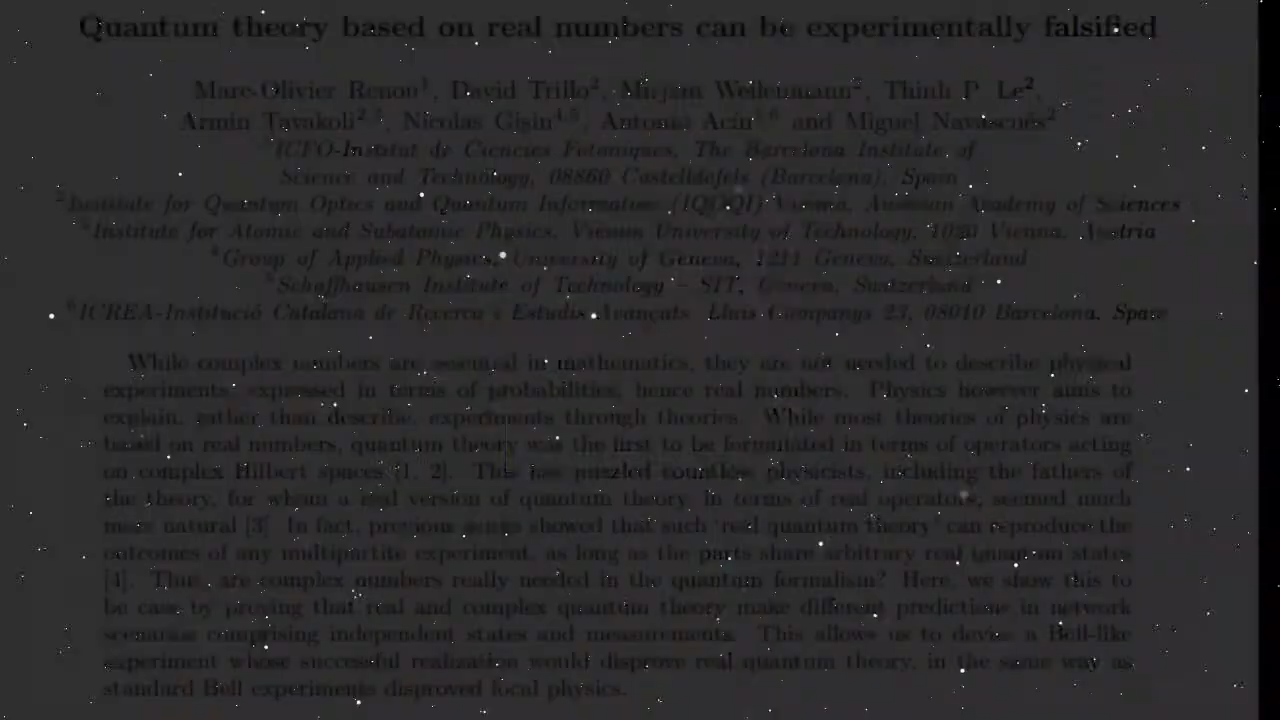 Quantum theory based on real numbers can be experimentally falsified
Marc-Olivier Renou¹, David Trillo², Mirjam Weilenmann², Thinh P. Le²,
Armin Tavakoli²,³, Nicolas Gisin⁴,⁵, Antonio Acín¹,⁶ and Miguel Navascués²
ICFO-Institut de Ciencies Fotoniques, The Barcelona Institute of
Science and Technology, 08860 Castelldefels (Barcelona), Spain
²Institute for Quantum Optics and Quantum Information (IQOQI) Vienna, Austrian Academy of Sciences
³Institute for Atomic and Subatomic Physics, Vienna University of Technology, 1020 Vienna, Austria
⁴Group of Applied Physics, University of Geneva, 1211 Geneva, Switzerland
⁵Schaffhausen Institute of Technology – SIT, Geneva, Switzerland
⁶ICREA-Institució Catalana de Recerca i Estudis Avançats, Lluis Companys 23, 08010 Barcelona, Spain
While complex numbers are essential in mathematics, they are not needed to describe physical
experiments, expressed in terms of probabilities, hence real numbers. Physics however aims to
explain, rather than describe, experiments through theories. While most theories of physics are
based on real numbers, quantum theory was the first to be formulated in terms of operators acting
on complex Hilbert spaces [1, 2]. This has puzzled countless physicists, including the fathers of
the theory, for whom a real version of quantum theory, in terms of real operators, seemed much
more natural [3]. In fact, previous works showed that such 'real quantum theory' can reproduce the
outcomes of any multipartite experiment, as long as the parts share arbitrary real quantum states
[4]. Thus, are complex numbers really needed in the quantum formalism? Here, we show this to
be case by proving that real and complex quantum theory make different predictions in network
scenarios comprising independent states and measurements. This allows us to devise a Bell-like
experiment whose successful realization would disprove real quantum theory, in the same way as
standard Bell experiments disproved local physics.